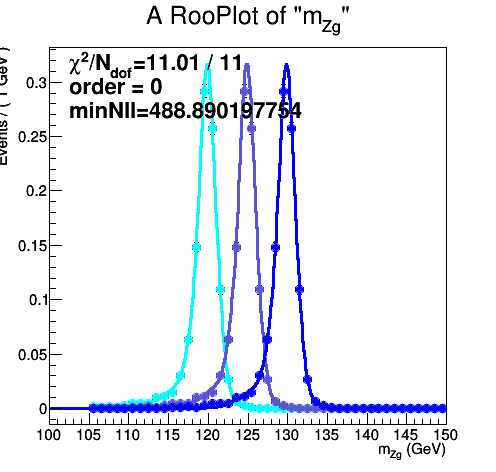 A RooPlot of "m_Zg"
χ²/N_dof=11.01 / 11
order = 0
minNll=488.890197754
Events / ( 1 GeV )
0.3
0.25
0.2
0.15
0.1
0.05
0
100 105 110 115 120 125 130 135 140 145 150
m_Zg (GeV)